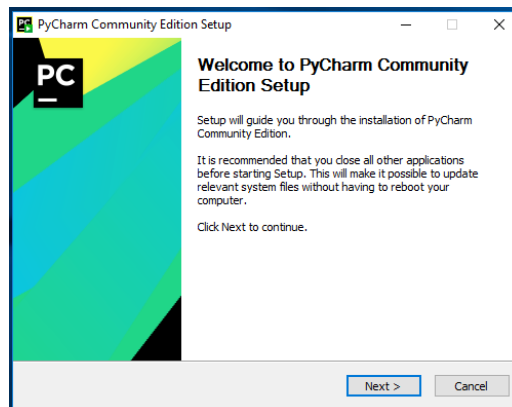 PyCharm Community Edition Setup
PC
Welcome to PyCharm Community
Edition Setup
Setup will guide you through the installation of PyCharm
Community Edition.
It is recommended that you close all other applications
before starting Setup. This will make it possible to update
relevant system files without having to reboot your
computer.
Click Next to continue.
Next >
Cancel